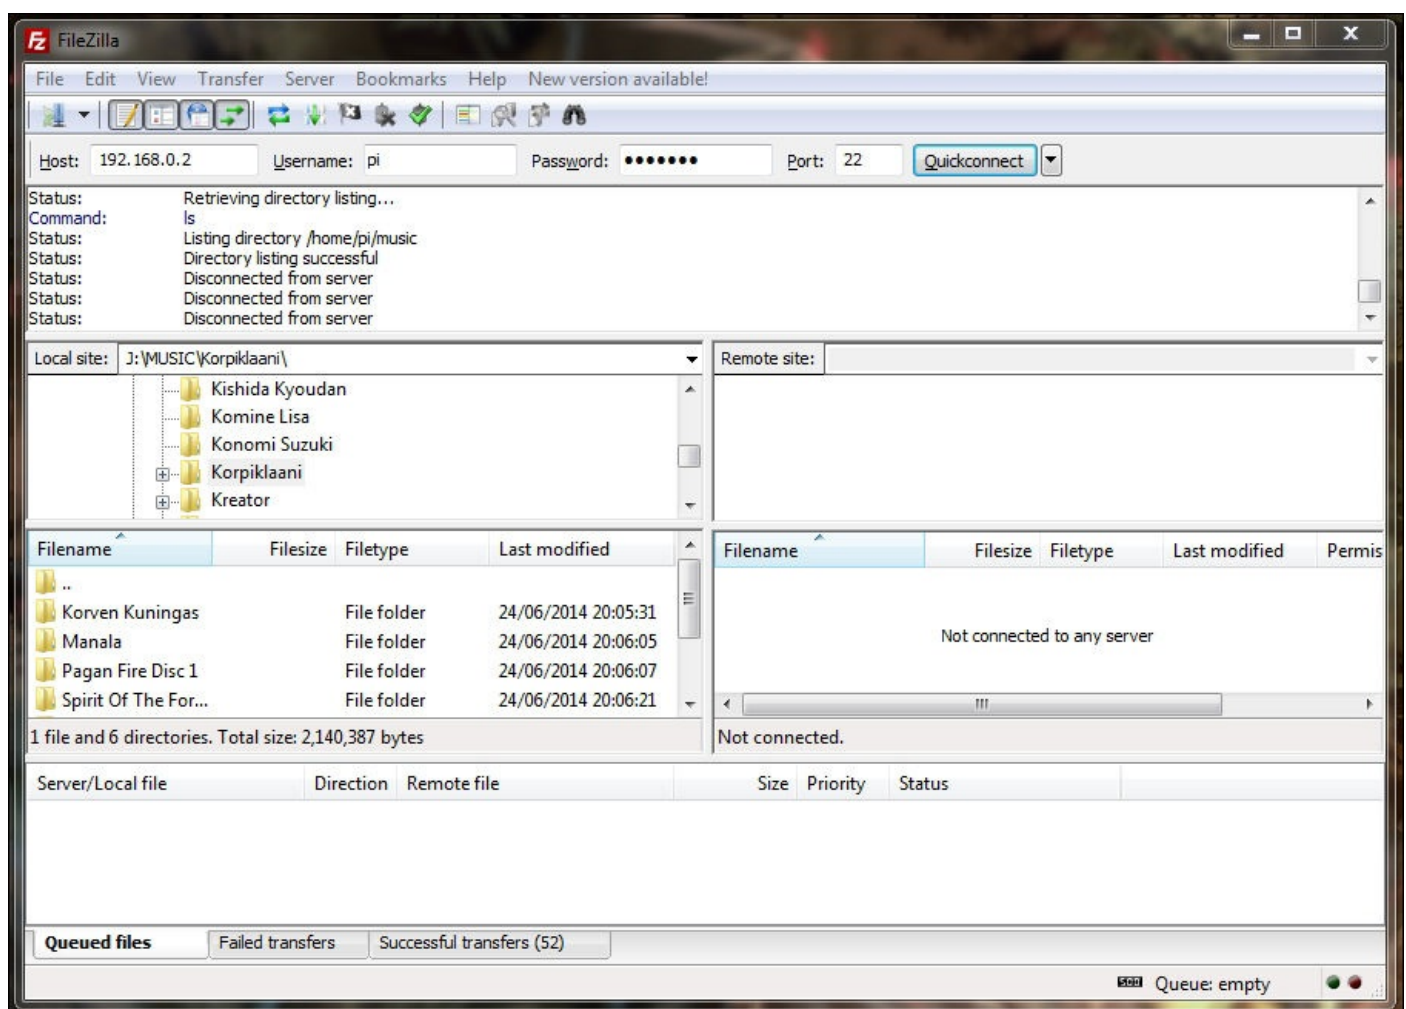 FileZilla
File Edit View Transfer Server Bookmarks Help New version available!
Host: 192.168.0.2 Username: pi Password: ●●●●●●● Port: 22 Quickconnect
Status: Retrieving directory listing...
Command: ls
Status: Listing directory /home/pi/music
Status: Directory listing successful
Status: Disconnected from server
Status: Disconnected from server
Status: Disconnected from server
Local site: J:\MUSIC\Korpiklaani\
Remote site:
Kishida Kyoudan
Komine Lisa
Konomi Suzuki
Korpiklaani
Kreator
Filename Filesize Filetype Last modified
..
Korven Kuningas File folder 24/06/2014 20:05:31
Manala File folder 24/06/2014 20:06:05
Pagan Fire Disc 1 File folder 24/06/2014 20:06:07
Spirit Of The For... File folder 24/06/2014 20:06:21
1 file and 6 directories. Total size: 2,140,387 bytes
Filename Filesize Filetype Last modified Permis
Not connected to any server
Not connected.
Server/Local file Direction Remote file Size Priority Status
Queued files Failed transfers Successful transfers (52)
Queue: empty